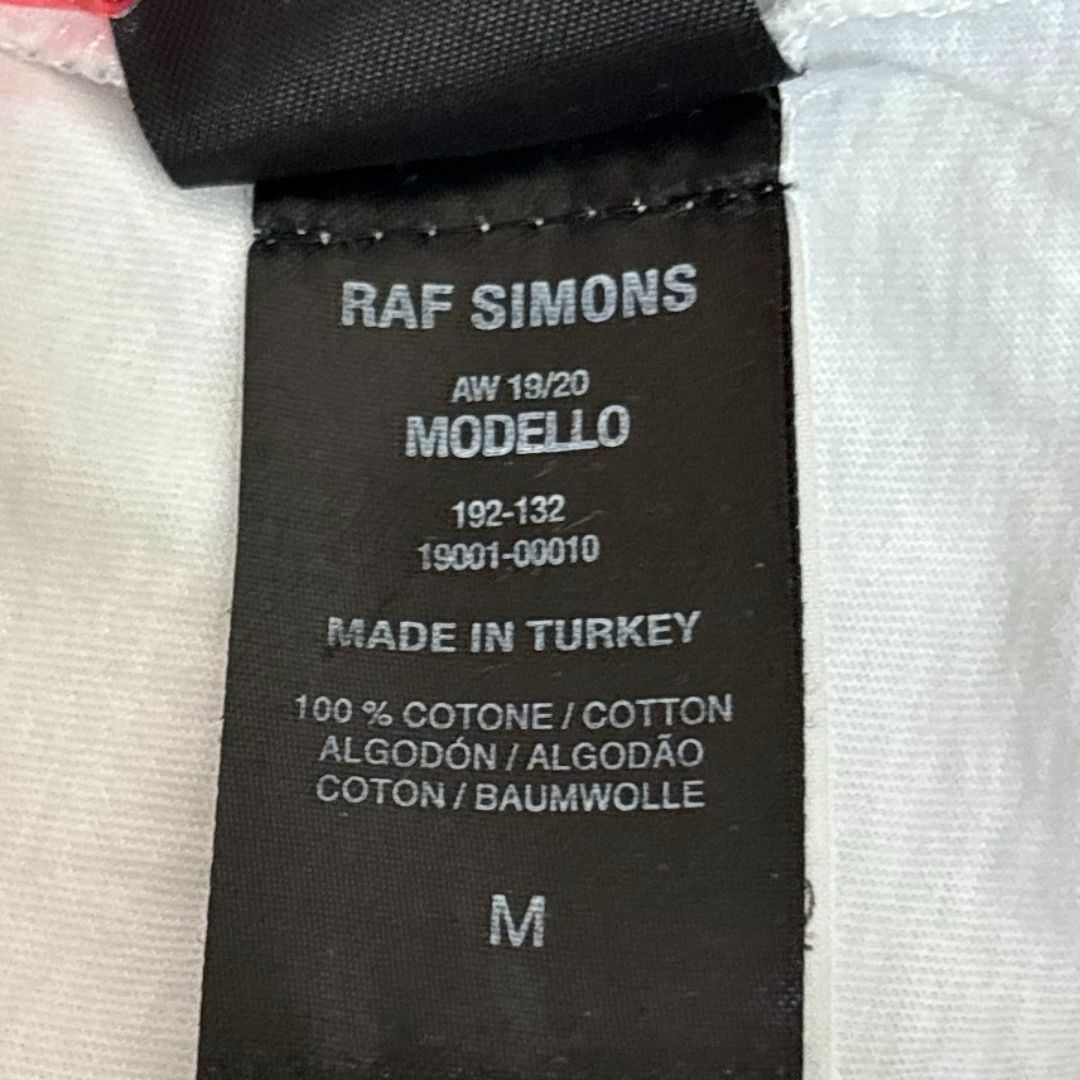 RAF SIMONS
AW 19/20
MODELLO
192-132
19001-00010
MADE IN TURKEY
100 % COTONE / COTTON
ALGODÓN / ALGODÃO
COTON / BAUMWOLLE
M